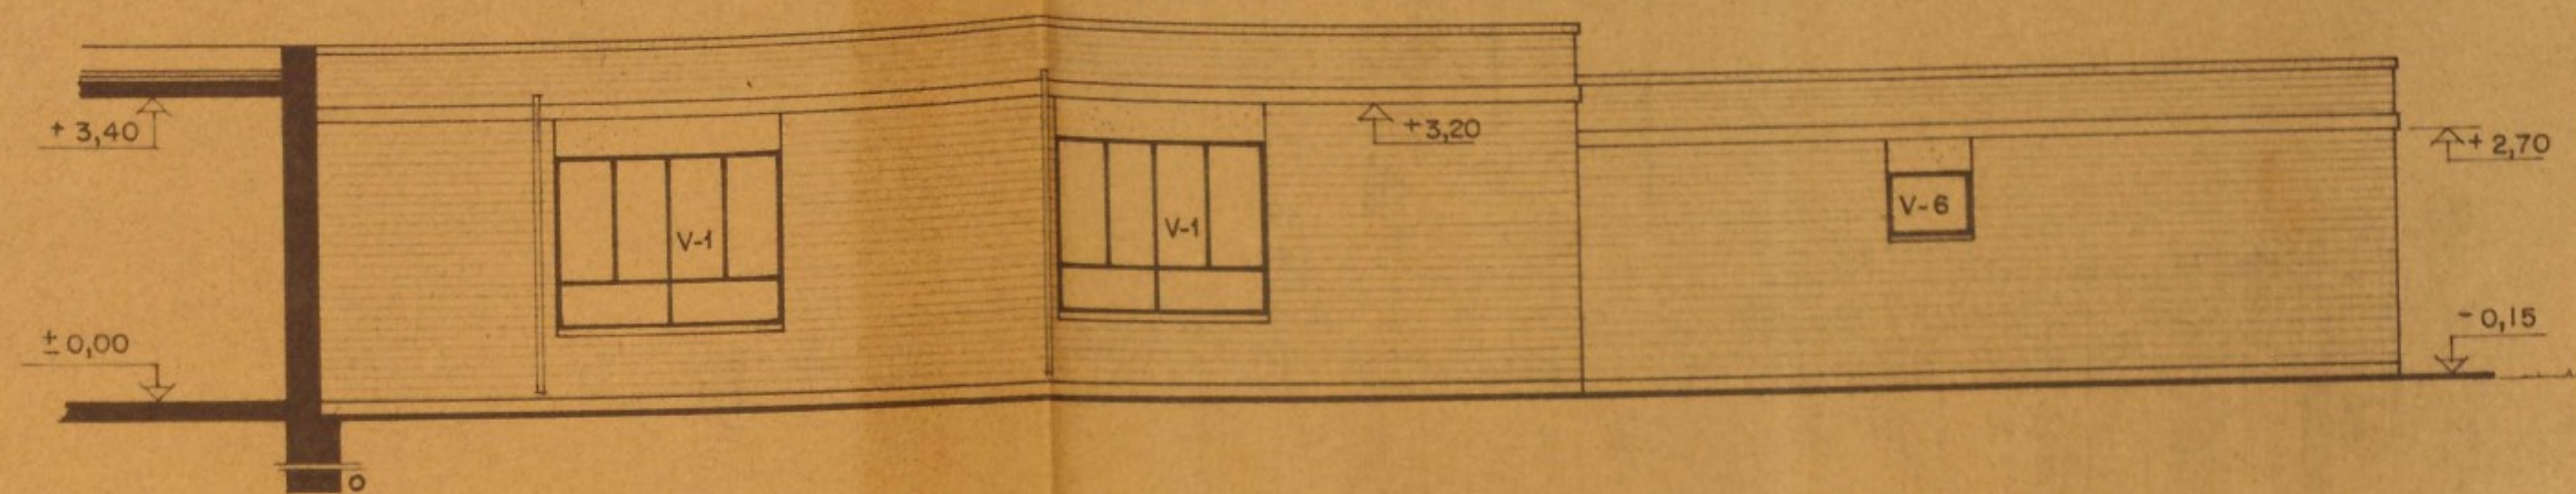 + 3,40
± 0,00
V-1
V-1
+3,20
V-6
+ 2,70
- 0,15
O